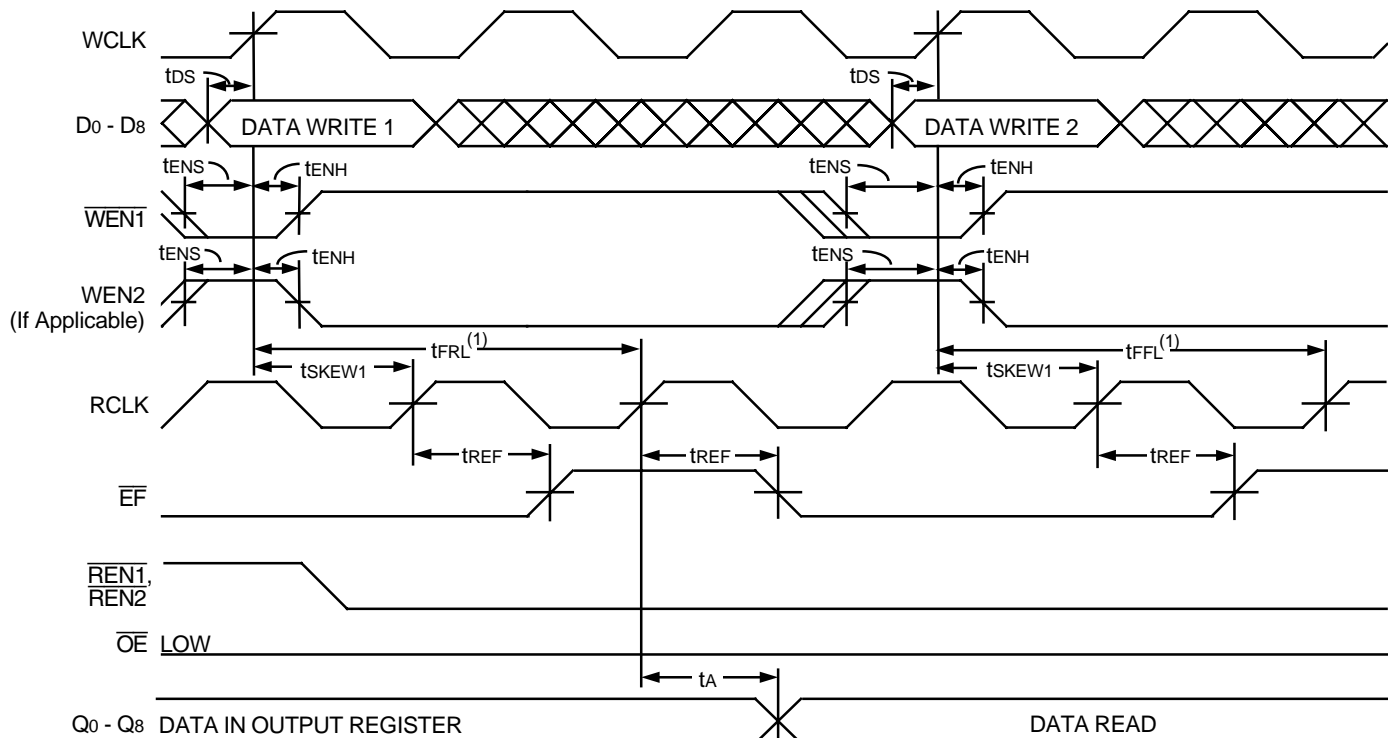 WCLK
tDS tDS
D0 - D8 DATA WRITE 1 DATA WRITE 2
tENS tENH tENS tENH
WEN1
tENS tENH tENS tENH
WEN2
(If Applicable)
tFRL(1) tFFL(1)
tSKEW1 tSKEW1
RCLK
tREF tREF tREF
EF
REN1,
REN2
OE LOW
tA
Q0 - Q8 DATA IN OUTPUT REGISTER DATA READ